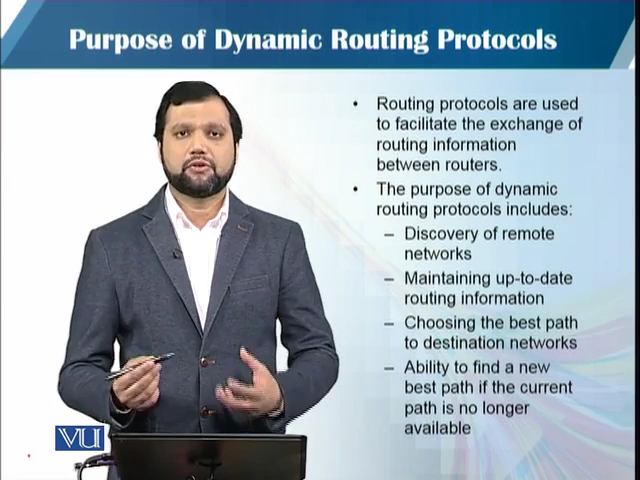 Purpose of Dynamic Routing Protocols
• Routing protocols are used
to facilitate the exchange of
routing information
between routers.
• The purpose of dynamic
routing protocols includes:
– Discovery of remote
networks
– Maintaining up-to-date
routing information
– Choosing the best path
to destination networks
– Ability to find a new
best path if the current
path is no longer
available
VU